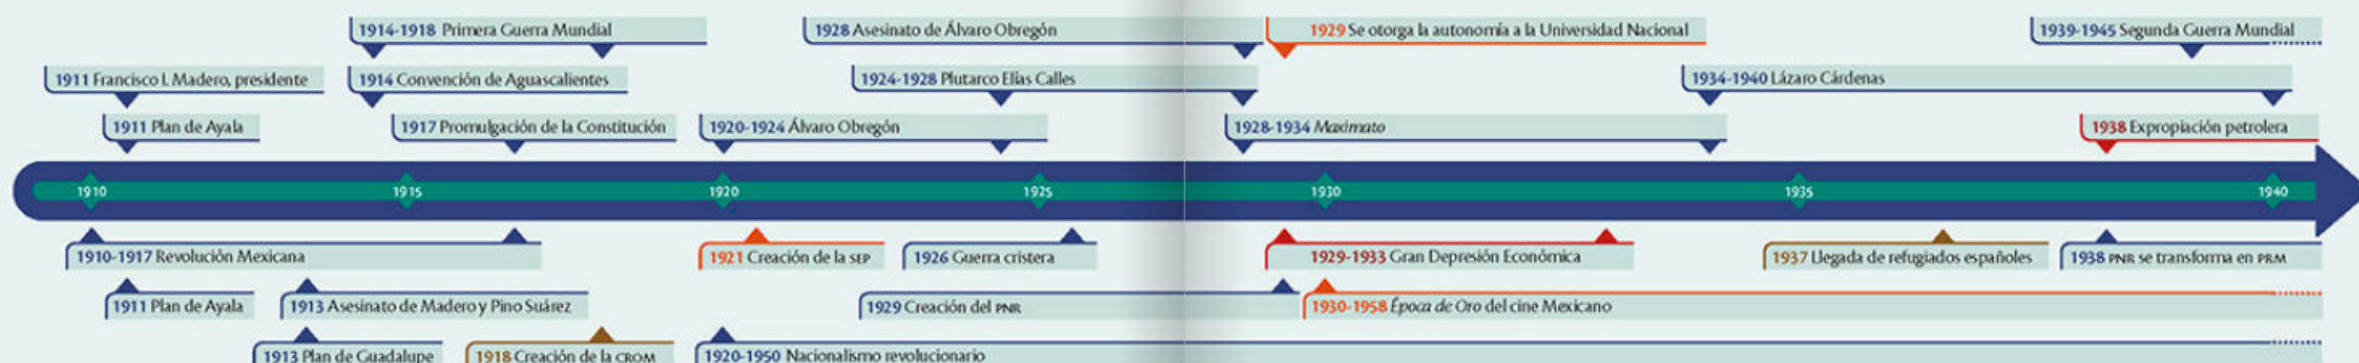 1914-1918 Primera Guerra Mundial
1928 Asesinato de Álvaro Obregón
1929 Se otorga la autonomía a la Universidad Nacional
1939-1945 Segunda Guerra Mundial
1911 Francisco I. Madero, presidente
1914 Convención de Aguascalientes
1924-1928 Plutarco Elías Calles
1934-1940 Lázaro Cárdenas
1911 Plan de Ayala
1917 Promulgación de la Constitución
1920-1924 Álvaro Obregón
1928-1934 Maximato
1938 Expropiación petrolera
1910
1915
1920
1925
1930
1935
1940
1910-1917 Revolución Mexicana
1921 Creación de la SEP
1926 Guerra cristera
1929-1933 Gran Depresión Económica
1937 Llegada de refugiados españoles
1938 PNR se transforma en PRM
1911 Plan de Ayala
1913 Asesinato de Madero y Pino Suárez
1929 Creación del PNR
1930-1958 Época de Oro del cine Mexicano
1913 Plan de Guadalupe
1918 Creación de la CROM
1920-1950 Nacionalismo revolucionario